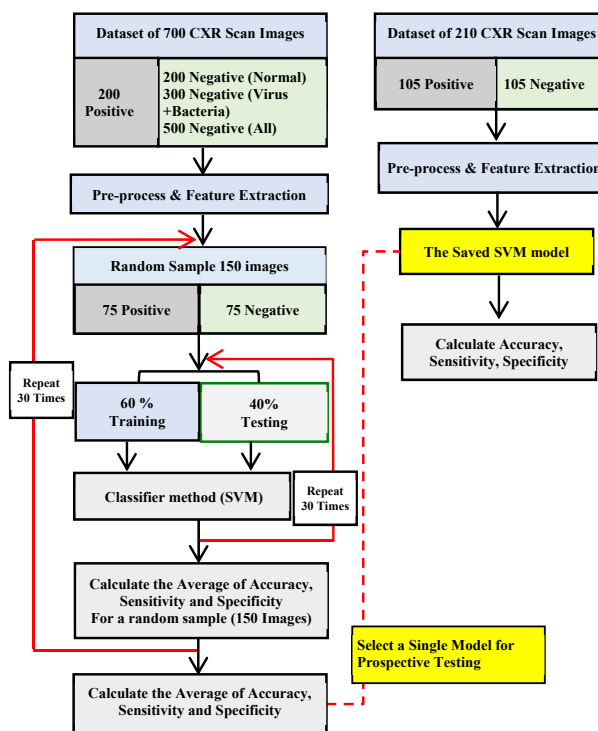 Dataset of 700 CXR Scan Images
200
Positive
200 Negative (Normal)
300 Negative (Virus
+Bacteria)
500 Negative (All)
Pre-process & Feature Extraction
Random Sample 150 images
75 Positive
75 Negative
Repeat
30 Times
60 %
Training
40%
Testing
Classifier method (SVM)
Repeat
30 Times
Calculate the Average of Accuracy,
Sensitivity and Specificity
For a random sample (150 Images)
Calculate the Average of Accuracy,
Sensitivity and Specificity
Select a Single Model for
Prospective Testing
Dataset of 210 CXR Scan Images
105 Positive
105 Negative
Pre-process & Feature Extraction
The Saved SVM model
Calculate Accuracy,
Sensitivity, Specificity